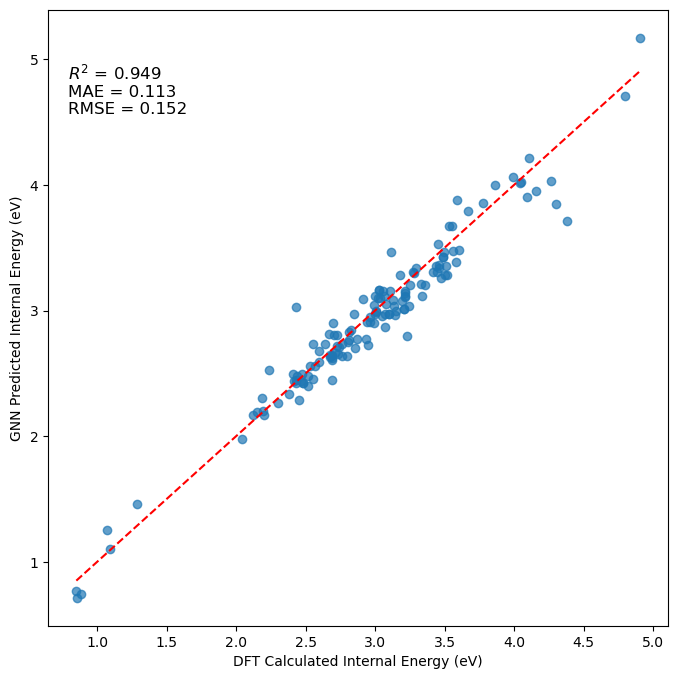 R² = 0.949
MAE = 0.113
RMSE = 0.152
GNN Predicted Internal Energy (eV)
5
4
3
2
1
1.0 1.5 2.0 2.5 3.0 3.5 4.0 4.5 5.0
DFT Calculated Internal Energy (eV)